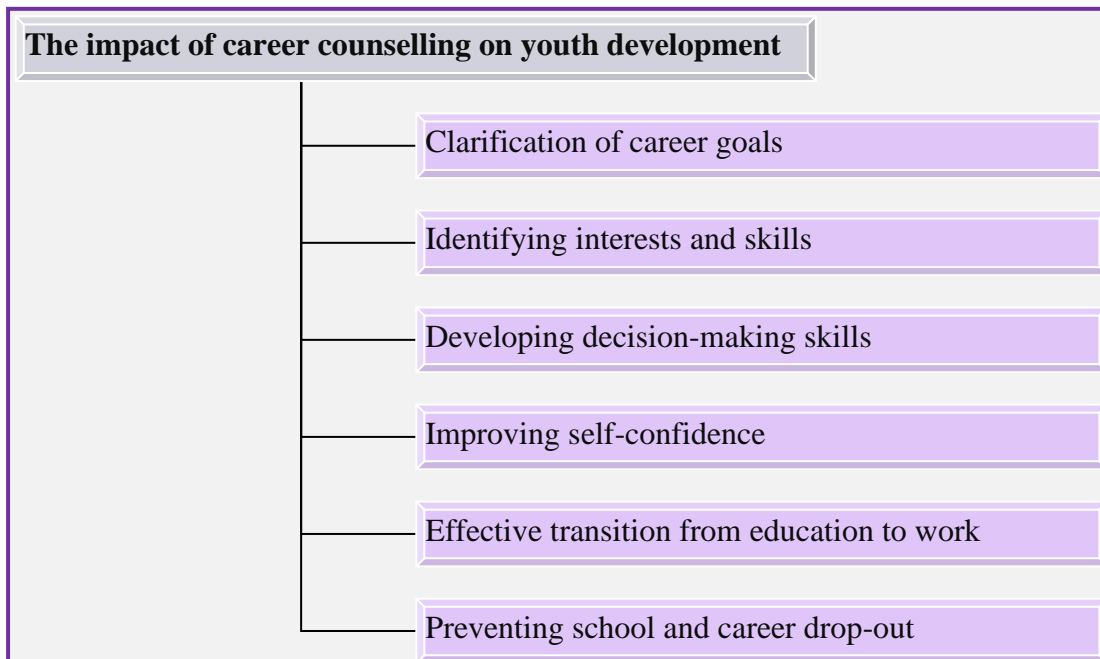 The impact of career counselling on youth development
Clarification of career goals
Identifying interests and skills
Developing decision-making skills
Improving self-confidence
Effective transition from education to work
Preventing school and career drop-out